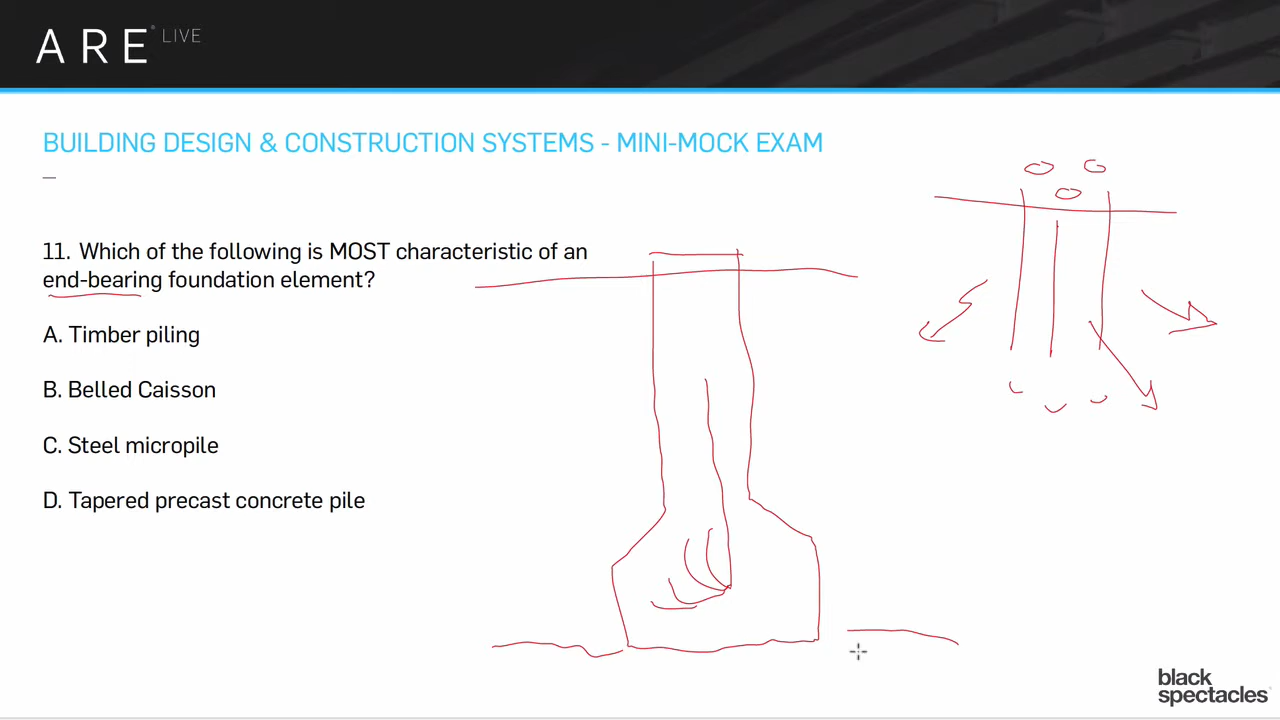 ARE® LIVE
BUILDING DESIGN & CONSTRUCTION SYSTEMS - MINI-MOCK EXAM
11. Which of the following is MOST characteristic of an
end-bearing foundation element?
A. Timber piling
B. Belled Caisson
C. Steel micropile
D. Tapered precast concrete pile
black
spectacles